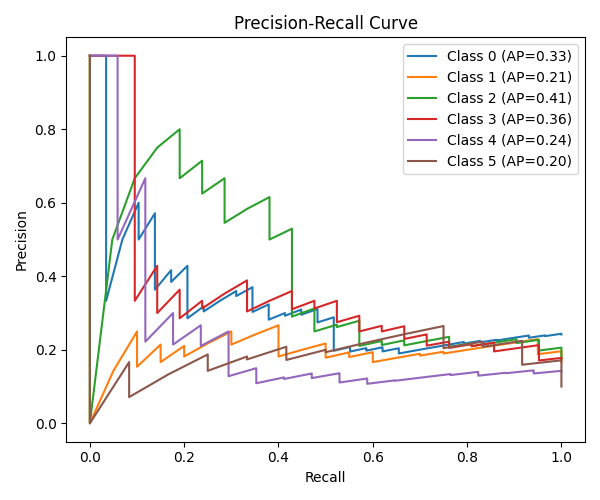 Precision-Recall Curve
Precision
1.0
0.8
0.6
0.4
0.2
0.0
Class 0 (AP=0.33)
Class 1 (AP=0.21)
Class 2 (AP=0.41)
Class 3 (AP=0.36)
Class 4 (AP=0.24)
Class 5 (AP=0.20)
0.0 0.2 0.4 0.6 0.8 1.0
Recall